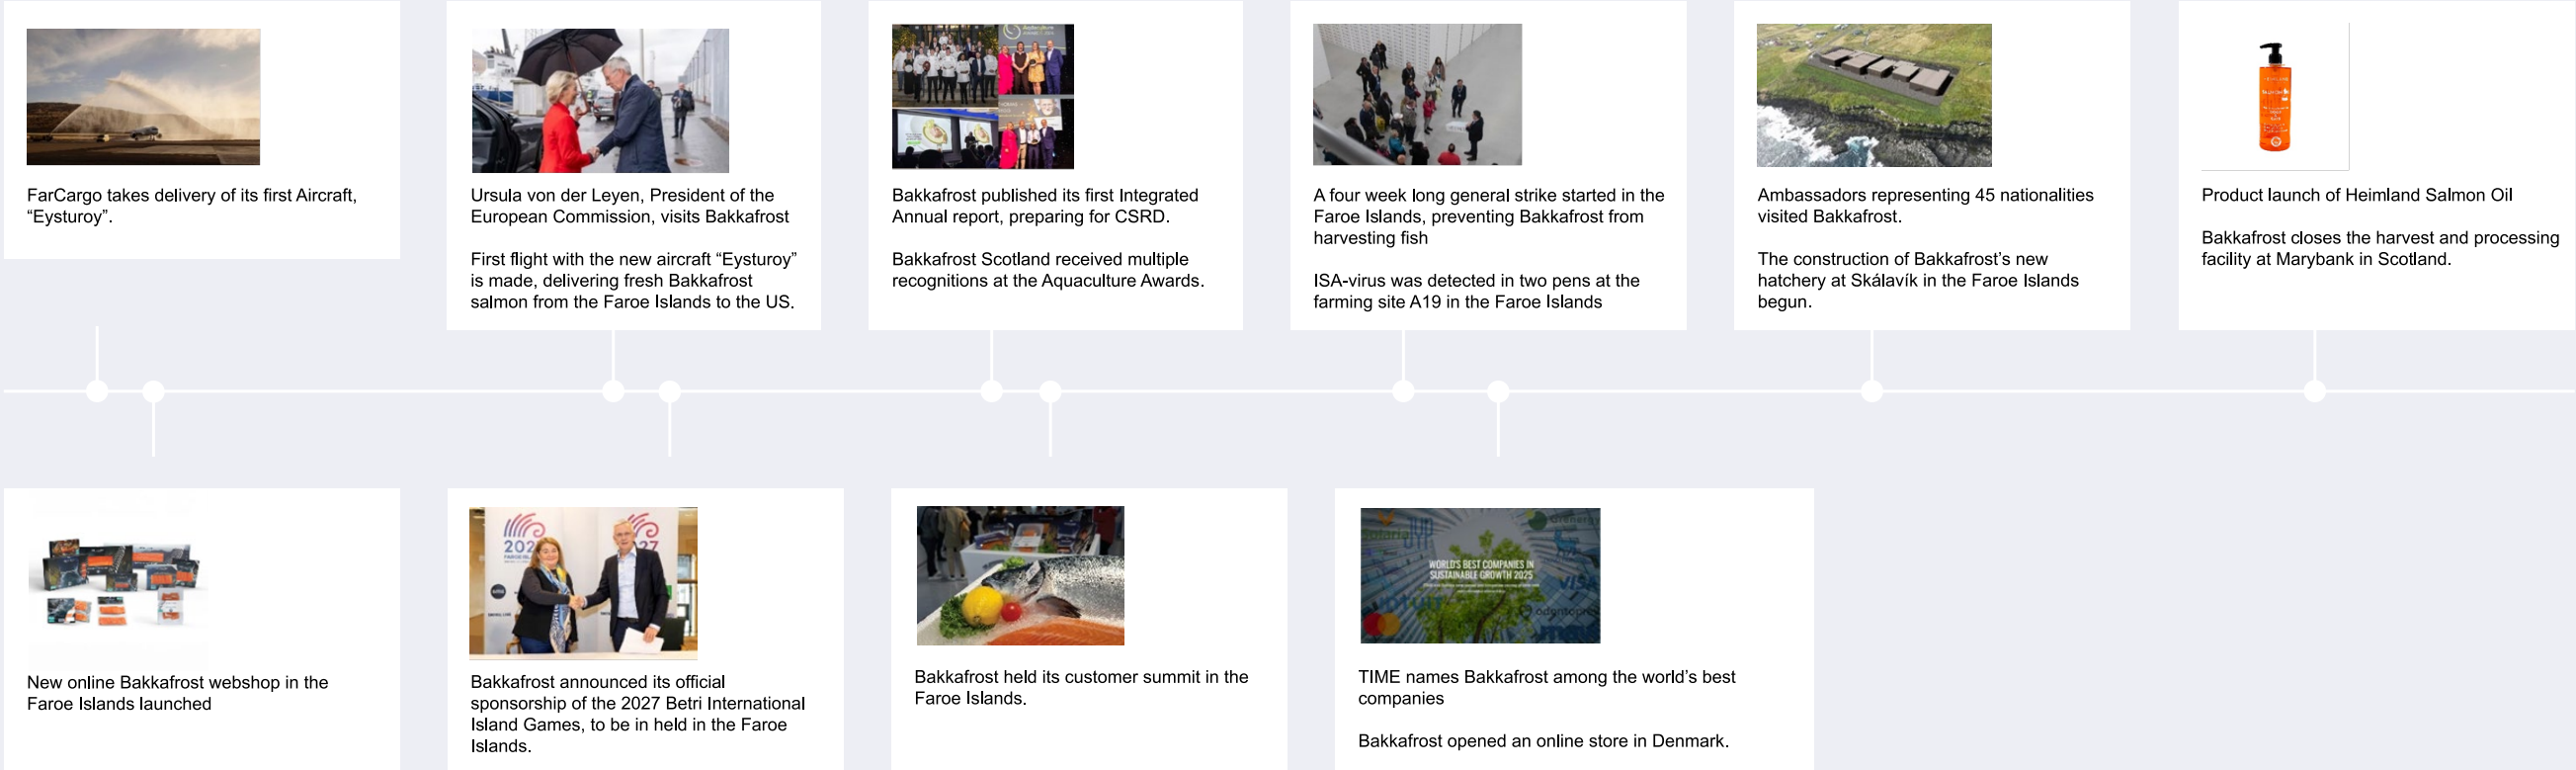 FarCargo takes delivery of its first Aircraft,
“Eysturoy”.
Ursula von der Leyen, President of the
European Commission, visits Bakkafrost
First flight with the new aircraft “Eysturoy”
is made, delivering fresh Bakkafrost
salmon from the Faroe Islands to the US.
Bakkafrost published its first Integrated
Annual report, preparing for CSRD.
Bakkafrost Scotland received multiple
recognitions at the Aquaculture Awards.
A four week long general strike started in the
Faroe Islands, preventing Bakkafrost from
harvesting fish
ISA-virus was detected in two pens at the
farming site A19 in the Faroe Islands
Ambassadors representing 45 nationalities
visited Bakkafrost.
The construction of Bakkafrost’s new
hatchery at Skálavík in the Faroe Islands
begun.
Product launch of Heimland Salmon Oil
Bakkafrost closes the harvest and processing
facility at Marybank in Scotland.
New online Bakkafrost webshop in the
Faroe Islands launched
Bakkafrost announced its official
sponsorship of the 2027 Betri International
Island Games, to be in held in the Faroe
Islands.
Bakkafrost held its customer summit in the
Faroe Islands.
WORLD'S BEST COMPANIES IN
SUSTAINABLE GROWTH 2025
VISA
TIME names Bakkafrost among the world’s best
companies
Bakkafrost opened an online store in Denmark.